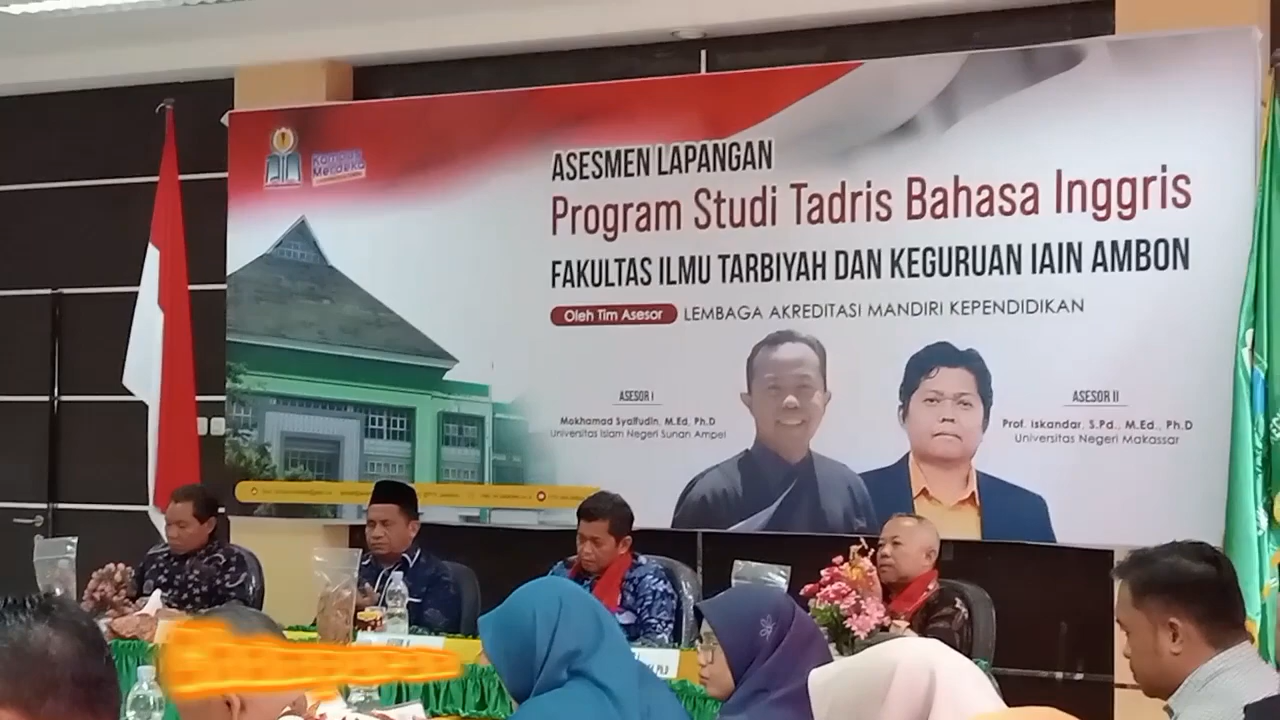 Kampus
Merdeka
ASESMEN LAPANGAN
Program Studi Tadris Bahasa Inggris
FAKULTAS ILMU TARBIYAH DAN KEGURUAN IAIN AMBON
Oleh Tim Asesor LEMBAGA AKREDITASI MANDIRI KEPENDIDIKAN
ASESOR I
Mokhamad Syaifudin, M.Ed, Ph.D
Universitas Islam Negeri Sunan Ampel
ASESOR II
Prof. Iskandar, S.Pd., M.Ed., Ph.D
Universitas Negeri Makassar